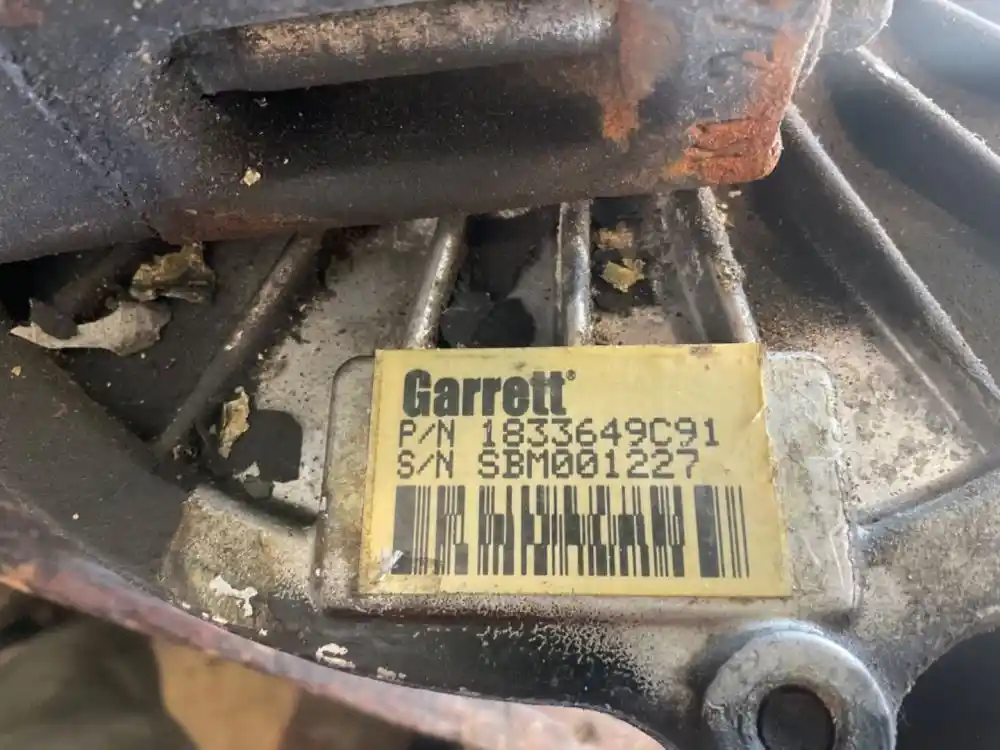 Garrett®
P/N 1833649C91
S/N SBM001227